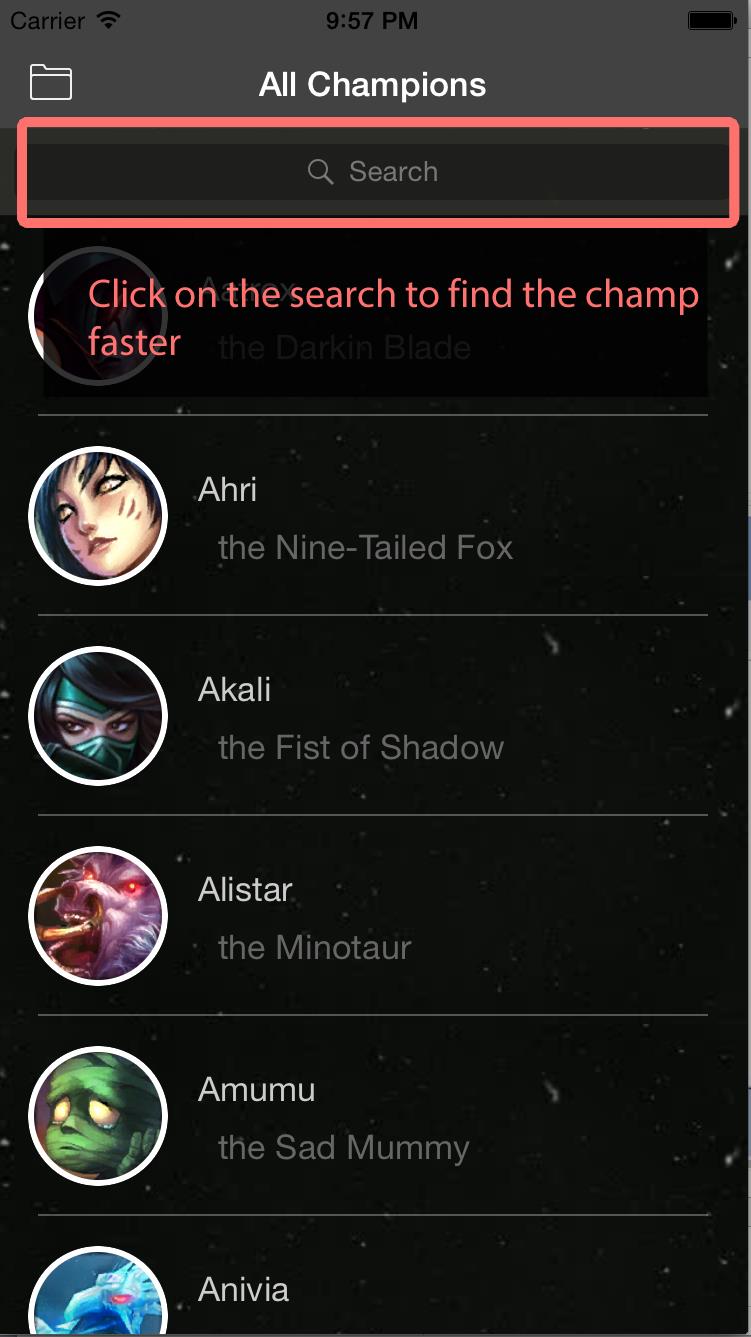 Carrier 9:57 PM
All Champions
Search
Aatrox
Click on the search to find the champ
faster
the Darkin Blade
Ahri
the Nine-Tailed Fox
Akali
the Fist of Shadow
Alistar
the Minotaur
Amumu
the Sad Mummy
Anivia